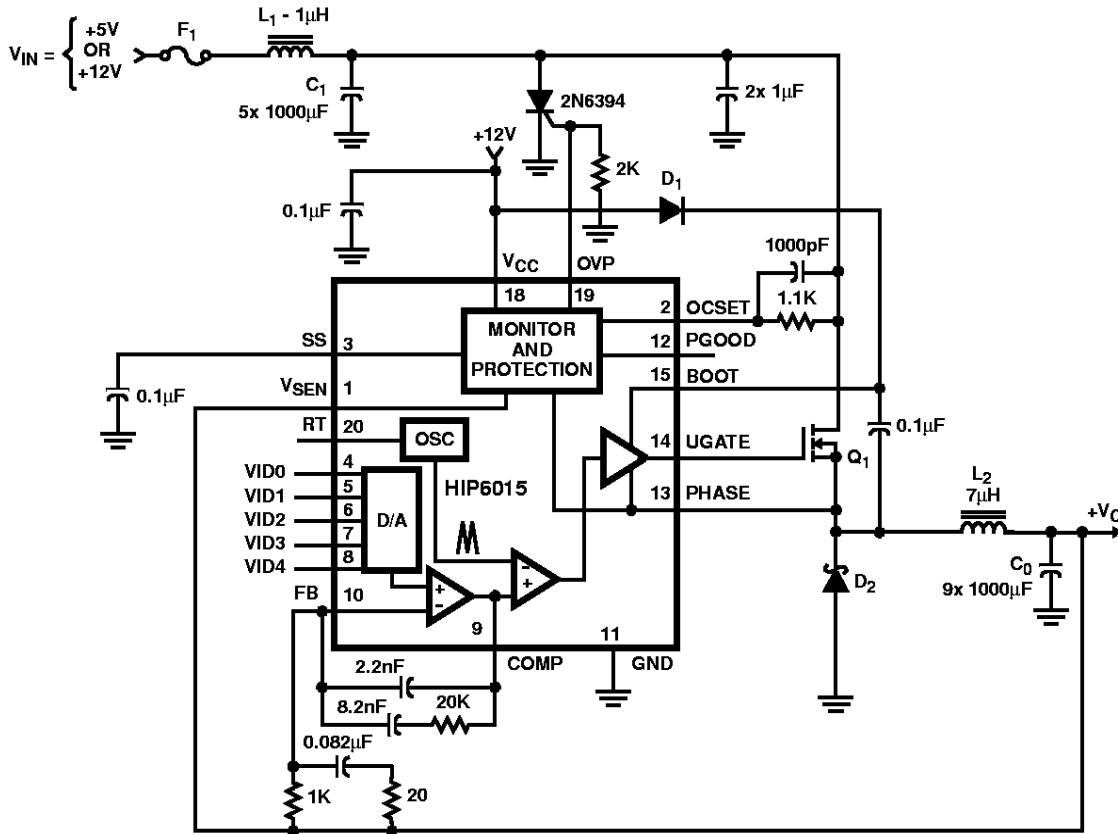 L₁ - 1µH
F₁
V_IN =
+5V
OR
+12V
C₁
5x 1000µF
2N6394
2x 1µF
+12V
2K
D₁
0.1µF
1000pF
V_CC
OVP
18
19
2
OCSET
1.1K
MONITOR
AND
PROTECTION
SS
3
12
PGOOD
15
BOOT
0.1µF
V_SEN
1
RT
20
OSC
14
UGATE
0.1µF
Q₁
VID0
4
HIP6015
13
PHASE
L₂
7µH
VID1
5
VID2
6
D/A
+V_O
VID3
7
VID4
8
+
-
-
+
D₂
C₀
9x 1000µF
FB
10
9
11
COMP
GND
2.2nF
8.2nF
20K
0.082µF
1K
20